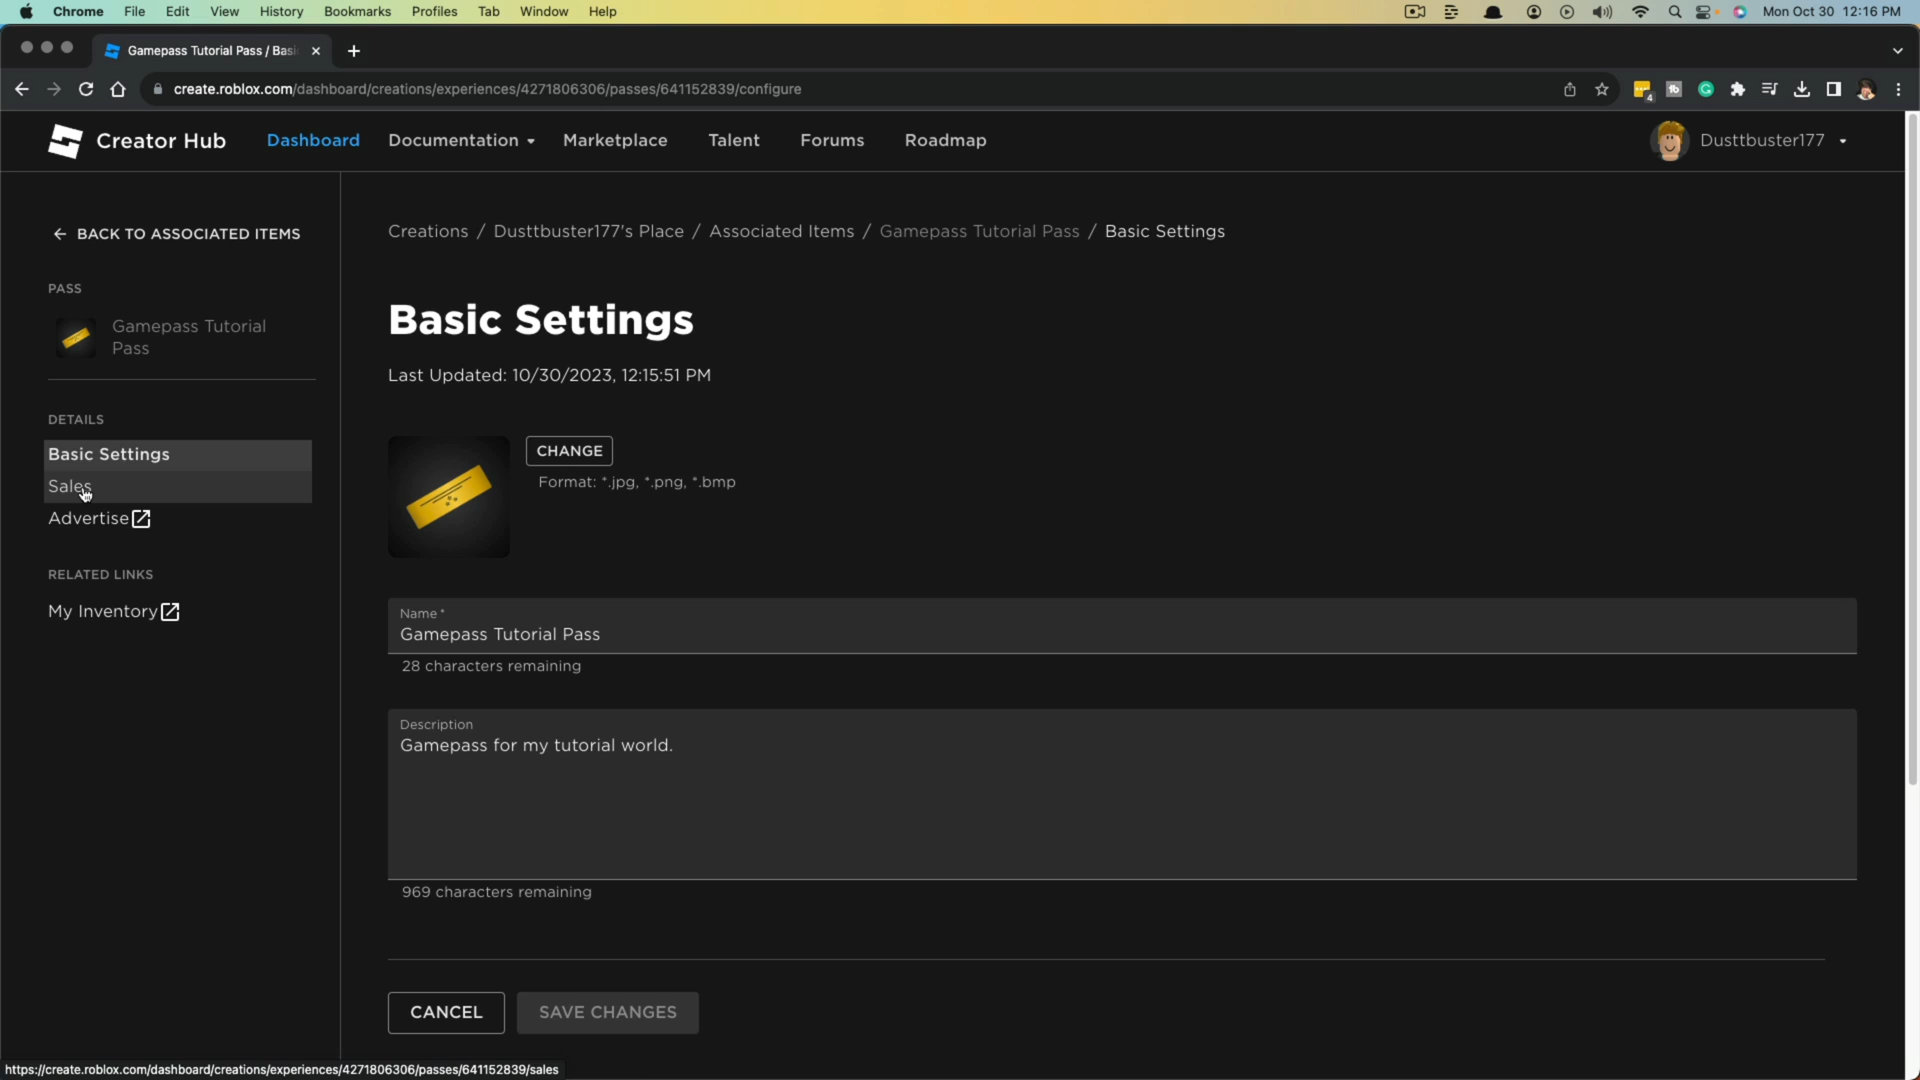 Chrome File Edit View History Bookmarks Profiles Tab Window Help Mon Oct 30 12:16 PM
Gamepass Tutorial Pass / Basi
create.roblox.com/dashboard/creations/experiences/4271806306/passes/641152839/configure
4
Creator Hub Dashboard Documentation Marketplace Talent Forums Roadmap Dusttbuster177
BACK TO ASSOCIATED ITEMS
Creations / Dusttbuster177's Place / Associated Items / Gamepass Tutorial Pass / Basic Settings
PASS
Gamepass Tutorial
Pass
DETAILS
Basic Settings
Sales
Advertise
RELATED LINKS
My Inventory
Basic Settings
Last Updated: 10/30/2023, 12:15:51 PM
CHANGE
Format: *.jpg, *.png, *.bmp
Name *
Gamepass Tutorial Pass
28 characters remaining
Description
Gamepass for my tutorial world.
969 characters remaining
CANCEL SAVE CHANGES
https://create.roblox.com/dashboard/creations/experiences/4271806306/passes/641152839/sales